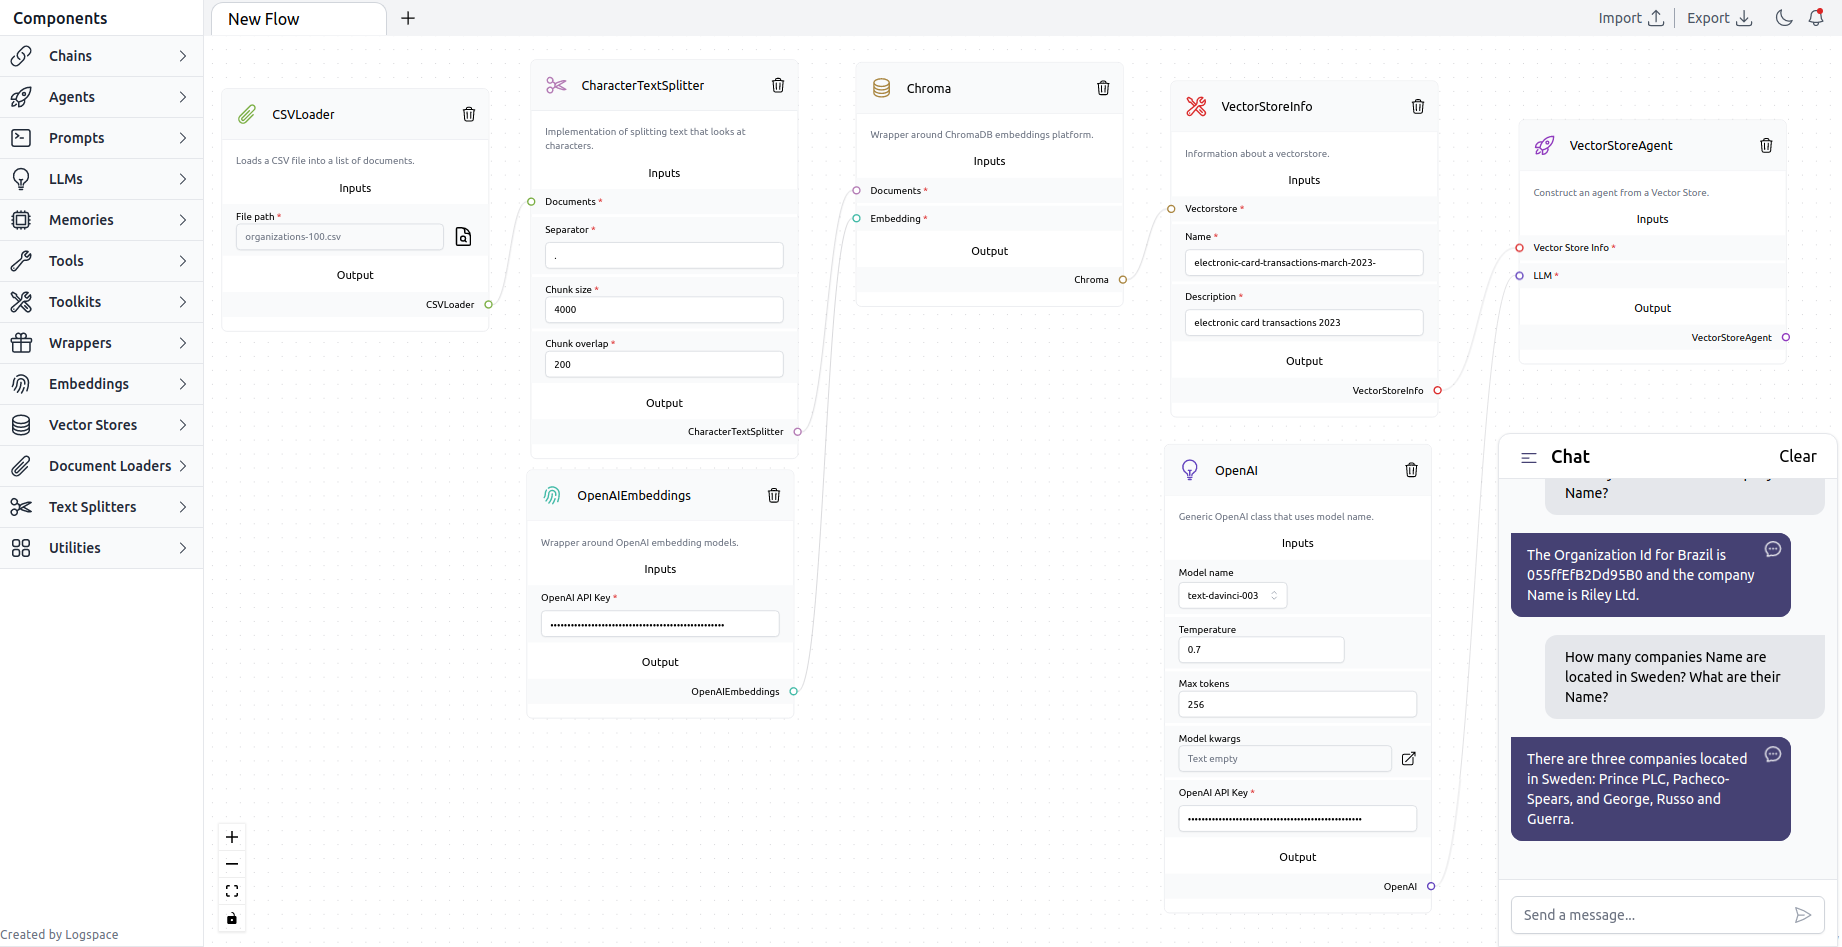 Components
New Flow
Import
Export
Chains
Agents
Prompts
LLMs
Memories
Tools
Toolkits
Wrappers
Embeddings
Vector Stores
Document Loaders
Text Splitters
Utilities
Created by Logspace
CSVLoader
Loads a CSV file into a list of documents.
Inputs
File path *
organizations-100.csv
Output
CSVLoader
CharacterTextSplitter
Implementation of splitting text that looks at
characters.
Inputs
Documents *
Separator *
.
Chunk size *
4000
Chunk overlap *
200
Output
CharacterTextSplitter
OpenAIEmbeddings
Wrapper around OpenAI embedding models.
Inputs
OpenAI API Key *
Output
OpenAIEmbeddings
Chroma
Wrapper around ChromaDB embeddings platform.
Inputs
Documents *
Embedding *
Output
Chroma
VectorStoreInfo
Information about a vectorstore.
Inputs
Vectorstore *
Name *
electronic-card-transactions-march-2023-
Description *
electronic card transactions 2023
Output
VectorStoreInfo
OpenAI
Generic OpenAI class that uses model name.
Inputs
Model name
text-davinci-003
Temperature
0.7
Max tokens
256
Model kwargs
Text empty
OpenAI API Key *
Output
OpenAI
VectorStoreAgent
Construct an agent from a Vector Store.
Inputs
Vector Store Info *
LLM *
Output
VectorStoreAgent
Chat
Clear
Name?
The Organization Id for Brazil is
055ffEfB2Dd95B0 and the company
Name is Riley Ltd.
How many companies Name are
located in Sweden? What are their
Name?
There are three companies located
in Sweden: Prince PLC, Pacheco-
Spears, and George, Russo and
Guerra.
Send a message...